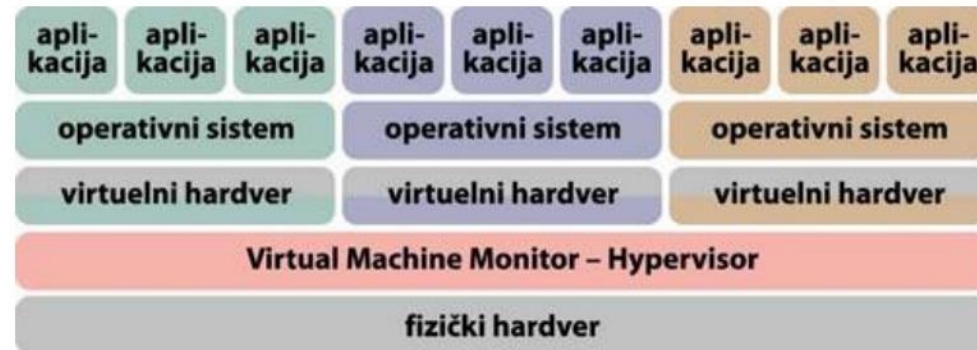 apli-
kacija
apli-
kacija
apli-
kacija
apli-
kacija
apli-
kacija
apli-
kacija
apli-
kacija
apli-
kacija
apli-
kacija
operativni sistem
operativni sistem
operativni sistem
virtuelni hardver
virtuelni hardver
virtuelni hardver
Virtual Machine Monitor – Hypervisor
fizički hardver